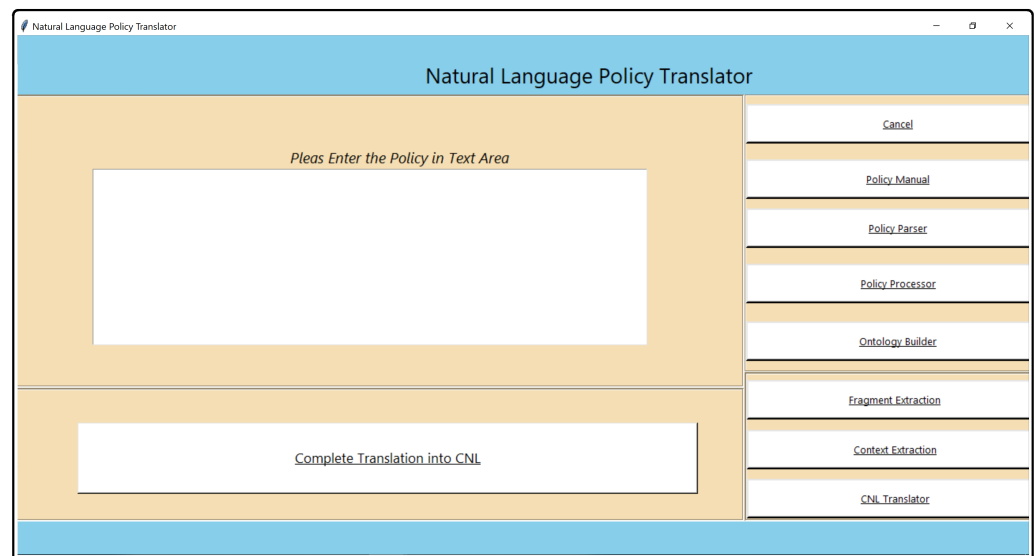 Natural Language Policy Translator
Natural Language Policy Translator
Pleas Enter the Policy in Text Area
Complete Translation into CNL
Cancel
Policy Manual
Policy Parser
Policy Processor
Ontology Builder
Fragment Extraction
Context Extraction
CNL Translator